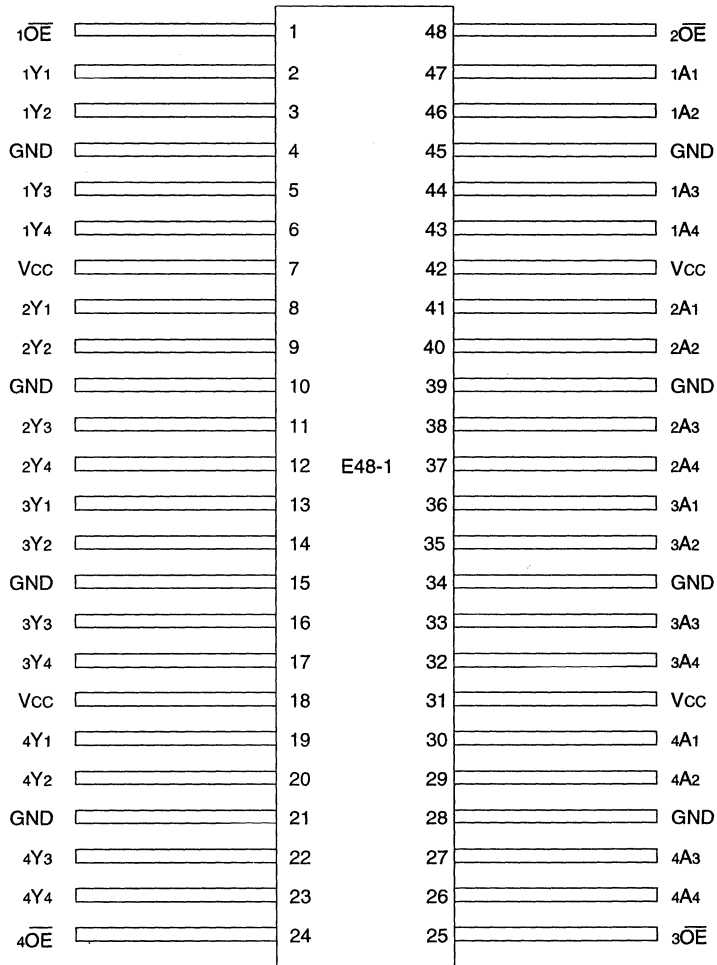 1O̅E̅ 1 48 2O̅E̅
1Y1 2 47 1A1
1Y2 3 46 1A2
GND 4 45 GND
1Y3 5 44 1A3
1Y4 6 43 1A4
VCC 7 42 VCC
2Y1 8 41 2A1
2Y2 9 40 2A2
GND 10 39 GND
2Y3 11 38 2A3
2Y4 12 E48-1 37 2A4
3Y1 13 36 3A1
3Y2 14 35 3A2
GND 15 34 GND
3Y3 16 33 3A3
3Y4 17 32 3A4
VCC 18 31 VCC
4Y1 19 30 4A1
4Y2 20 29 4A2
GND 21 28 GND
4Y3 22 27 4A3
4Y4 23 26 4A4
4O̅E̅ 24 25 3O̅E̅